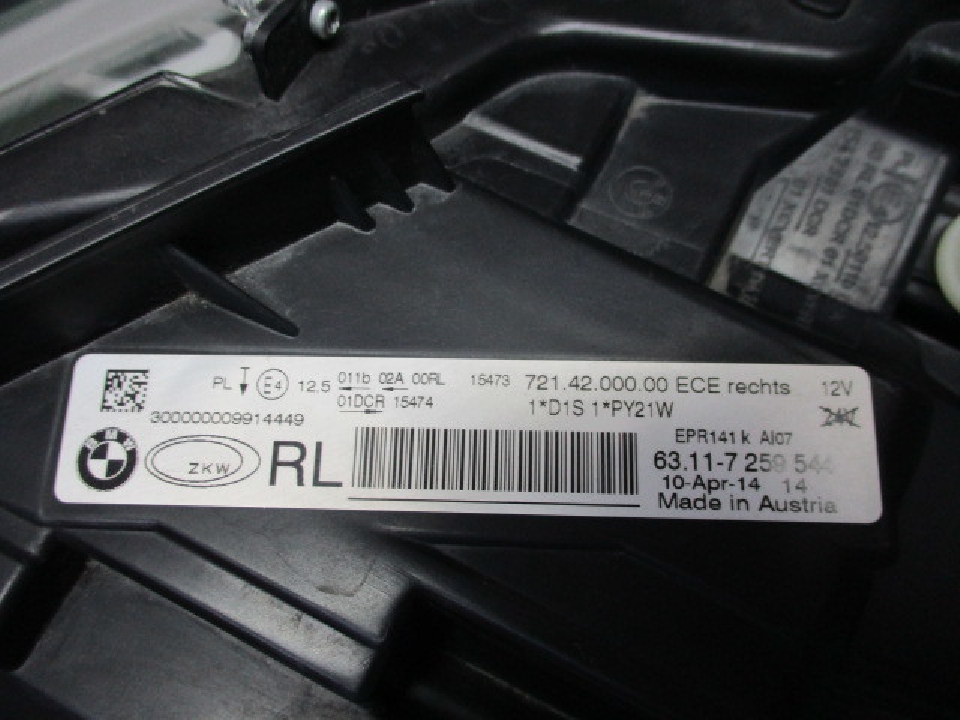 PL E4 12.5 011b 02A 00RL 15473 721.42.000.00 ECE rechts 12V
01DCR 15474 1*D1S 1*PY21W 24V
300000009914449
EPR141 k AI07
BMW ZKW RL 63.11-7 259 544
10-Apr-14 14
Made in Austria